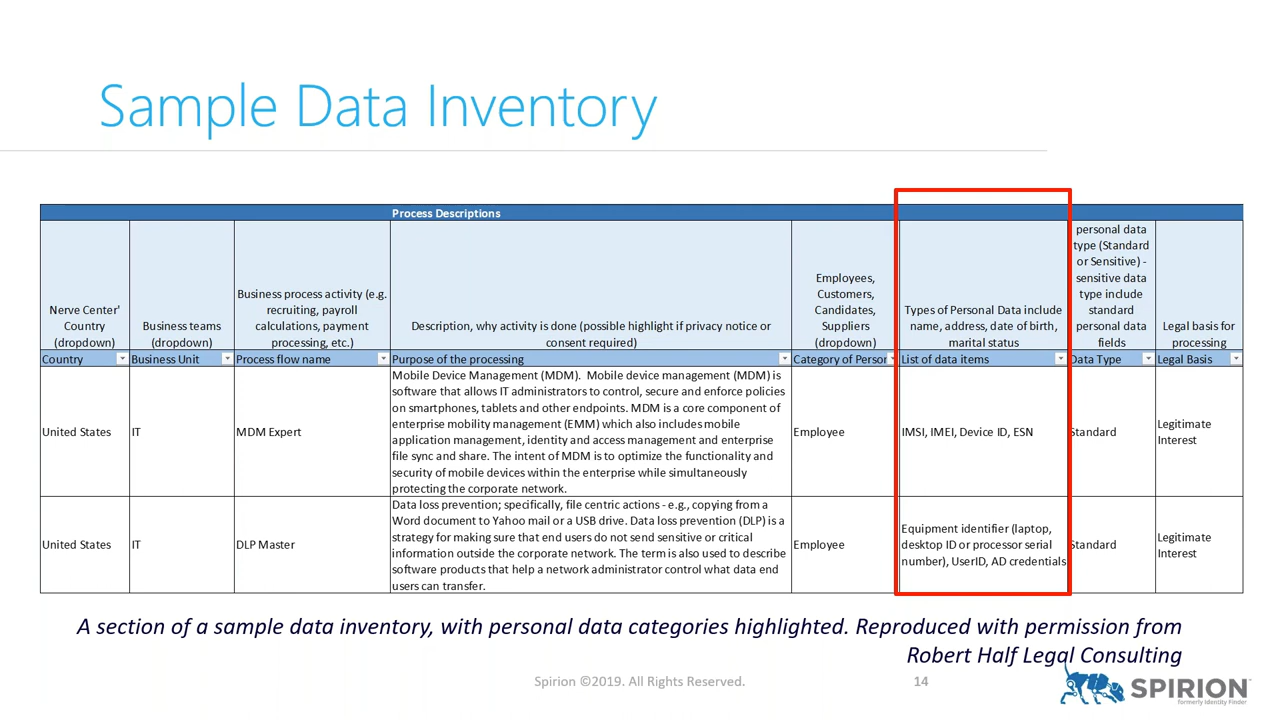 Sample Data Inventory
Process Descriptions
Nerve Center'
Country
(dropdown)
Business teams
(dropdown)
Business process activity (e.g.
recruiting, payroll
calculations, payment
processing, etc.)
Description, why activity is done (possible highlight if privacy notice or
consent required)
Employees,
Customers,
Candidates,
Suppliers
(dropdown)
Types of Personal Data include
name, address, date of birth,
marital status
personal data
type (Standard
or Sensitive) -
sensitive data
type include
standard
personal data
fields
Legal basis for
processing
Country
Business Unit
Process flow name
Purpose of the processing
Category of Person
List of data items
Data Type
Legal Basis
United States
IT
MDM Expert
Mobile Device Management (MDM). Mobile device management (MDM) is
software that allows IT administrators to control, secure and enforce policies
on smartphones, tablets and other endpoints. MDM is a core component of
enterprise mobility management (EMM) which also includes mobile
application management, identity and access management and enterprise
file sync and share. The intent of MDM is to optimize the functionality and
security of mobile devices within the enterprise while simultaneously
protecting the corporate network.
Employee
IMSI, IMEI, Device ID, ESN
Standard
Legitimate
Interest
United States
IT
DLP Master
Data loss prevention; specifically, file centric actions - e.g., copying from a
Word document to Yahoo mail or a USB drive. Data loss prevention (DLP) is a
strategy for making sure that end users do not send sensitive or critical
information outside the corporate network. The term is also used to describe
software products that help a network administrator control what data end
users can transfer.
Employee
Equipment identifier (laptop,
desktop ID or processor serial
number), UserID, AD credentials
Standard
Legitimate
Interest
A section of a sample data inventory, with personal data categories highlighted. Reproduced with permission from
Robert Half Legal Consulting
Spirion ©2019. All Rights Reserved.
14
SPIRION
formerly Identity Finder